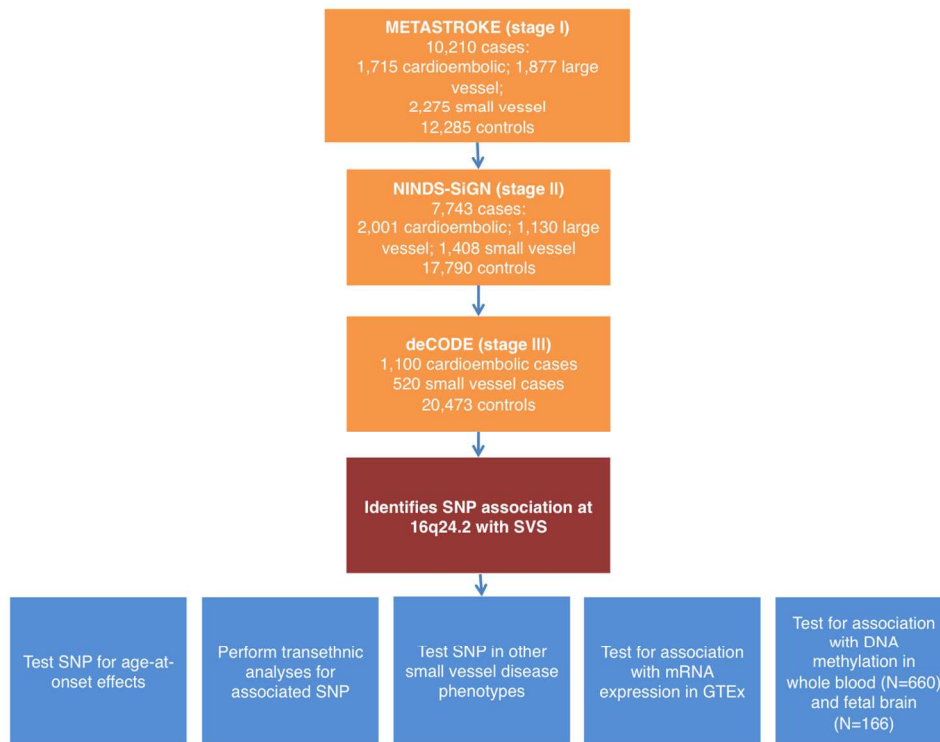 METASTROKE (stage I)
10,210 cases:
1,715 cardioembolic; 1,877 large
vessel;
2,275 small vessel
12,285 controls
NINDS-SiGN (stage II)
7,743 cases:
2,001 cardioembolic; 1,130 large
vessel; 1,408 small vessel
17,790 controls
deCODE (stage III)
1,100 cardioembolic cases
520 small vessel cases
20,473 controls
Identifies SNP association at
16q24.2 with SVS
Test SNP for age-at-
onset effects
Perform transethnic
analyses for
associated SNP
Test SNP in other
small vessel disease
phenotypes
Test for association
with mRNA
expression in GTEx
Test for association
with DNA
methylation in
whole blood (N=660)
and fetal brain
(N=166)